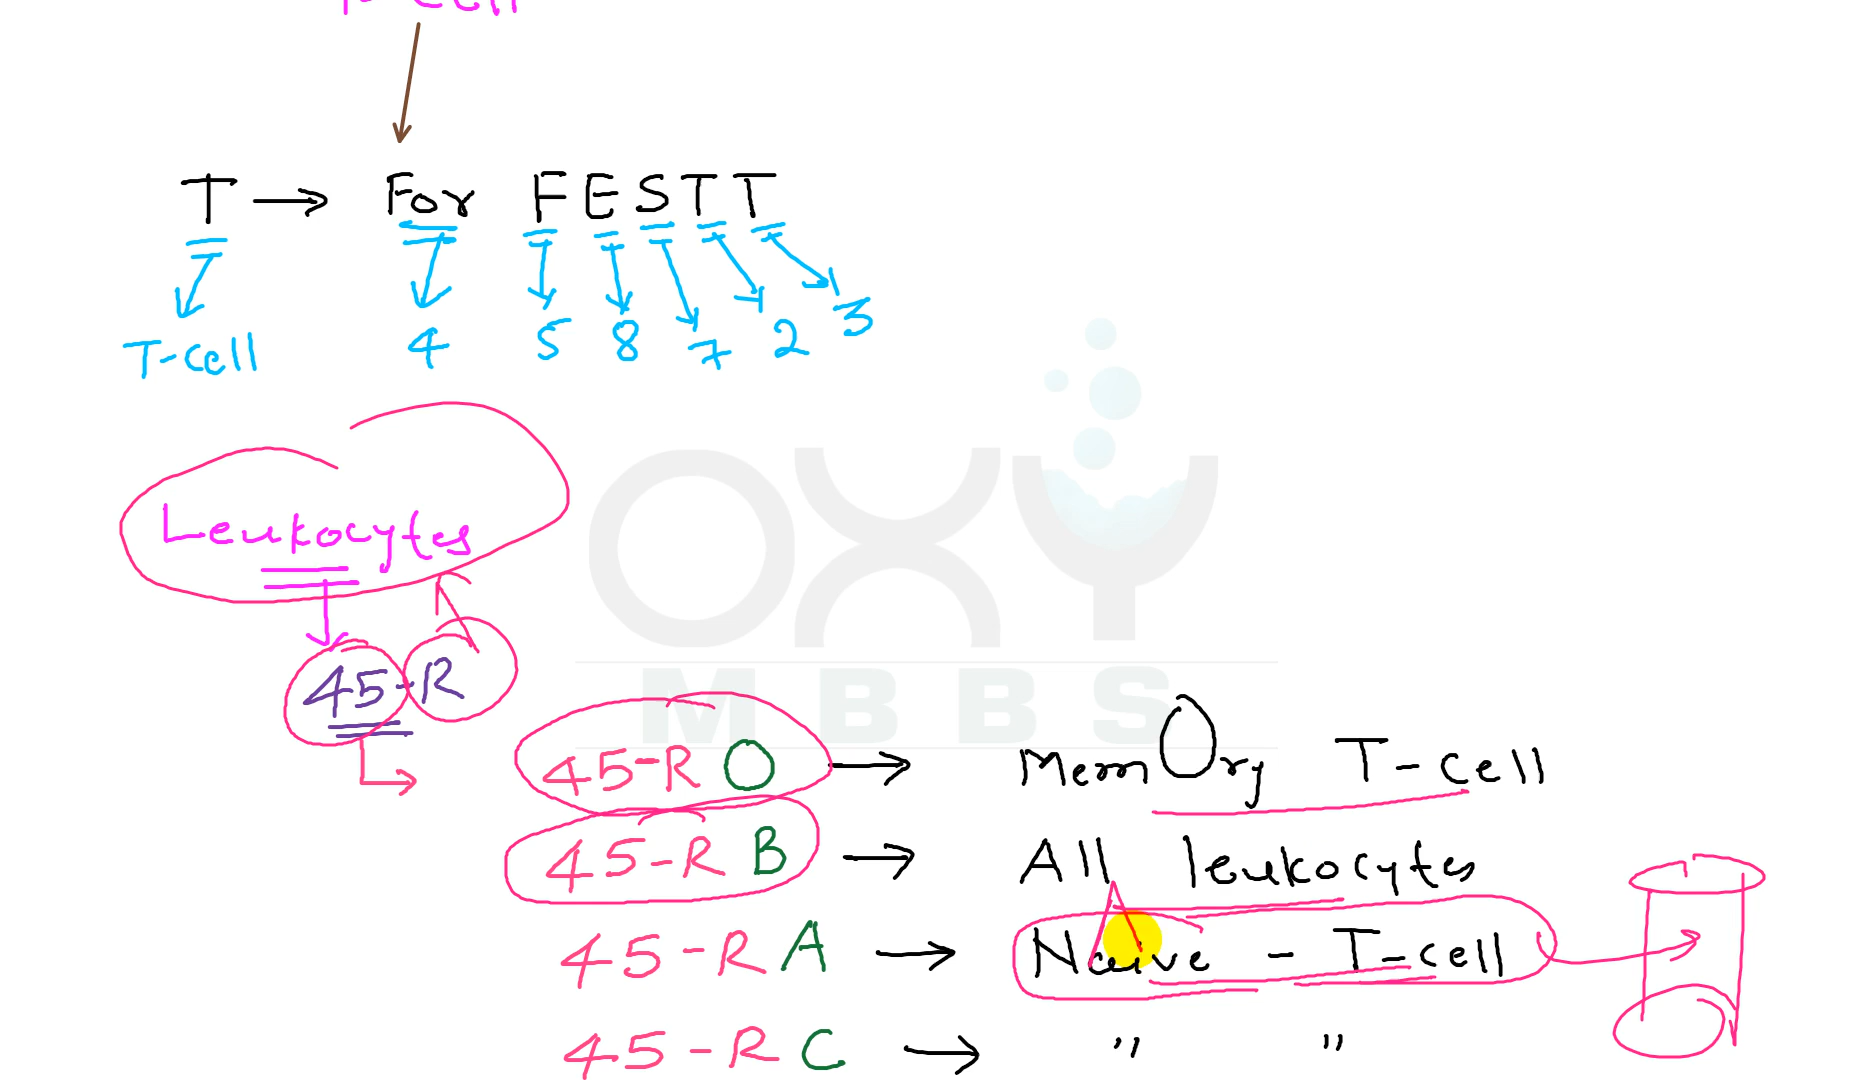 T → For FESTT
T-cell 4 5 8 7 2 3
Leukocytes
45-R
45-R O → MemOry T-cell
45-R B → All leukocytes
45-R A → Naive - T-cell
45-R C → " "
OXY
MBBS